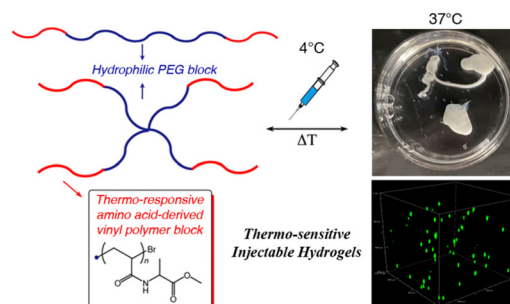 Hydrophilic PEG block
4°C
ΔT
37°C
Thermo-responsive
amino acid-derived
vinyl polymer block
Br
n
O
N
H
O
O
Thermo-sensitive
Injectable Hydrogels